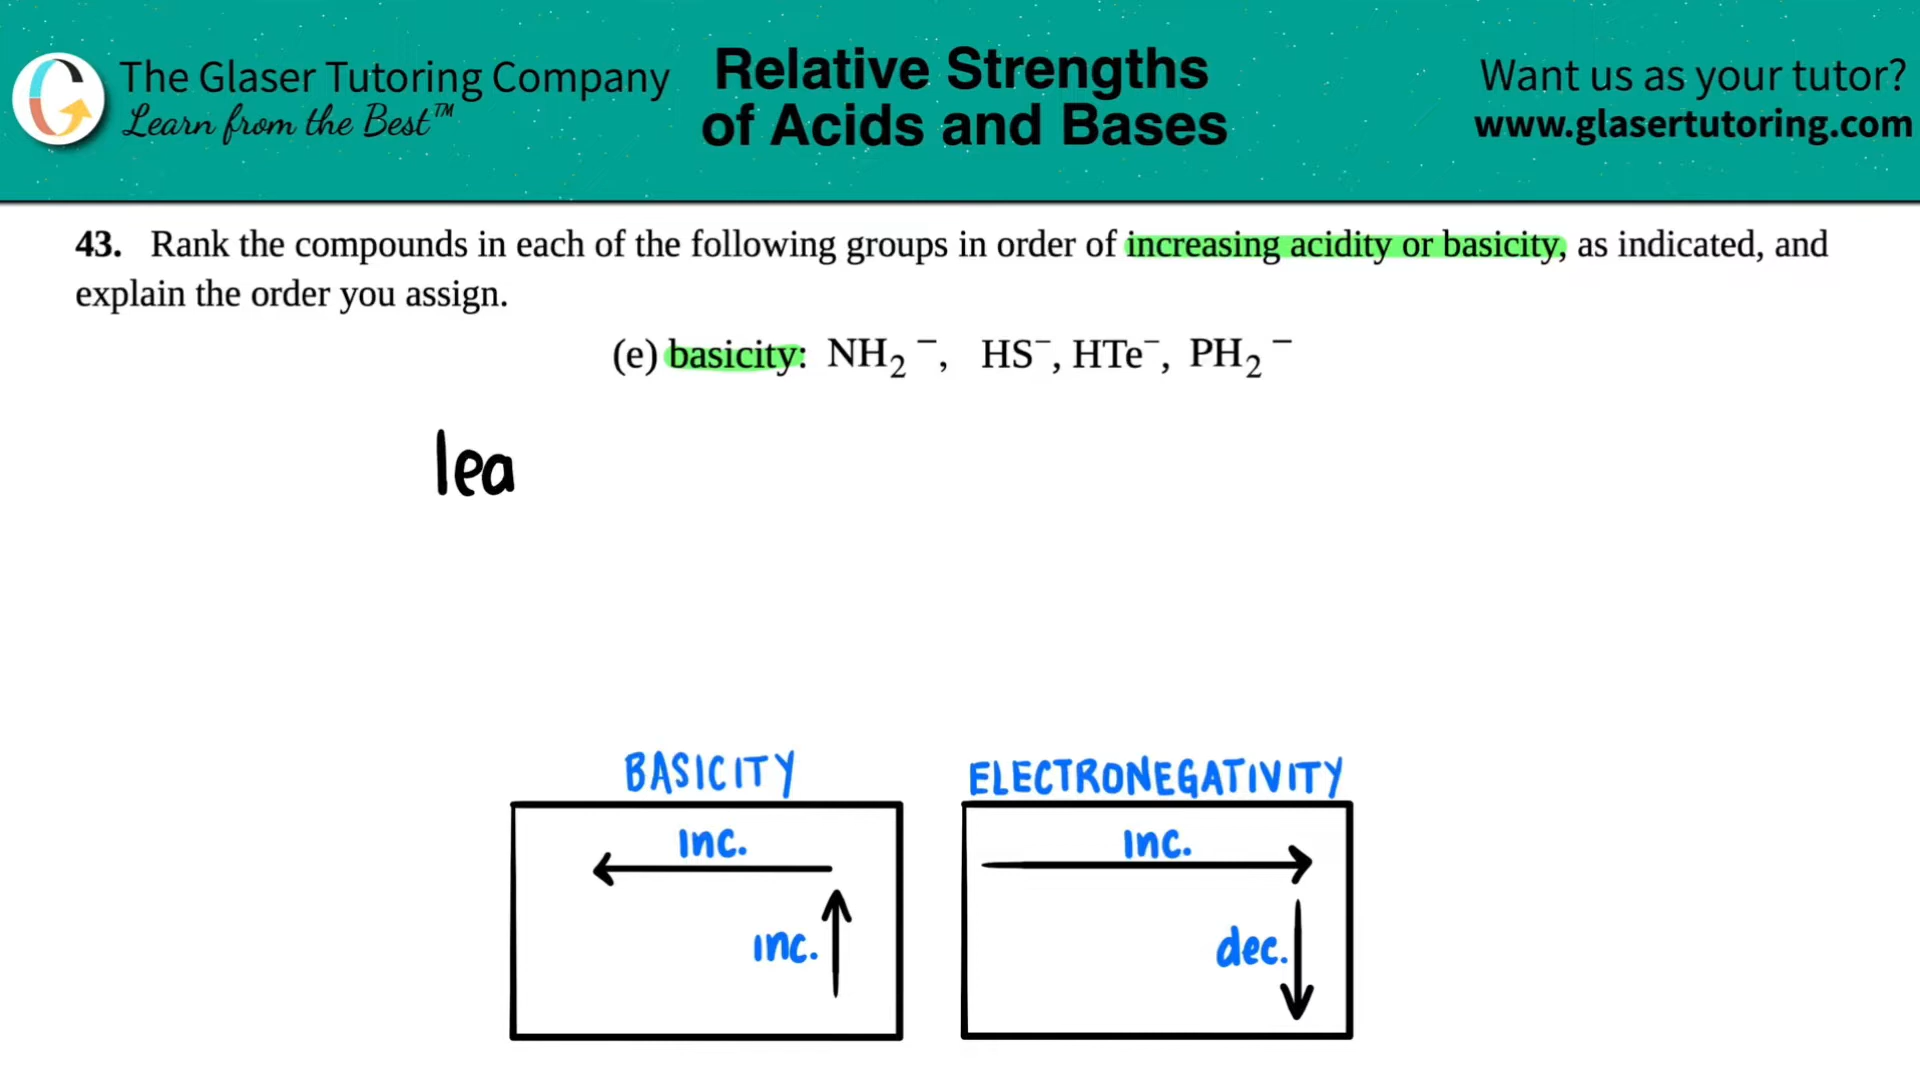 The Glaser Tutoring Company
Learn from the Best™
Relative Strengths
of Acids and Bases
Want us as your tutor?
www.glasertutoring.com
43. Rank the compounds in each of the following groups in order of increasing acidity or basicity, as indicated, and
explain the order you assign.
(e) basicity: NH₂⁻, HS⁻, HTe⁻, PH₂⁻
lea
BASICITY
inc.
inc.
ELECTRONEGATIVITY
inc.
dec.